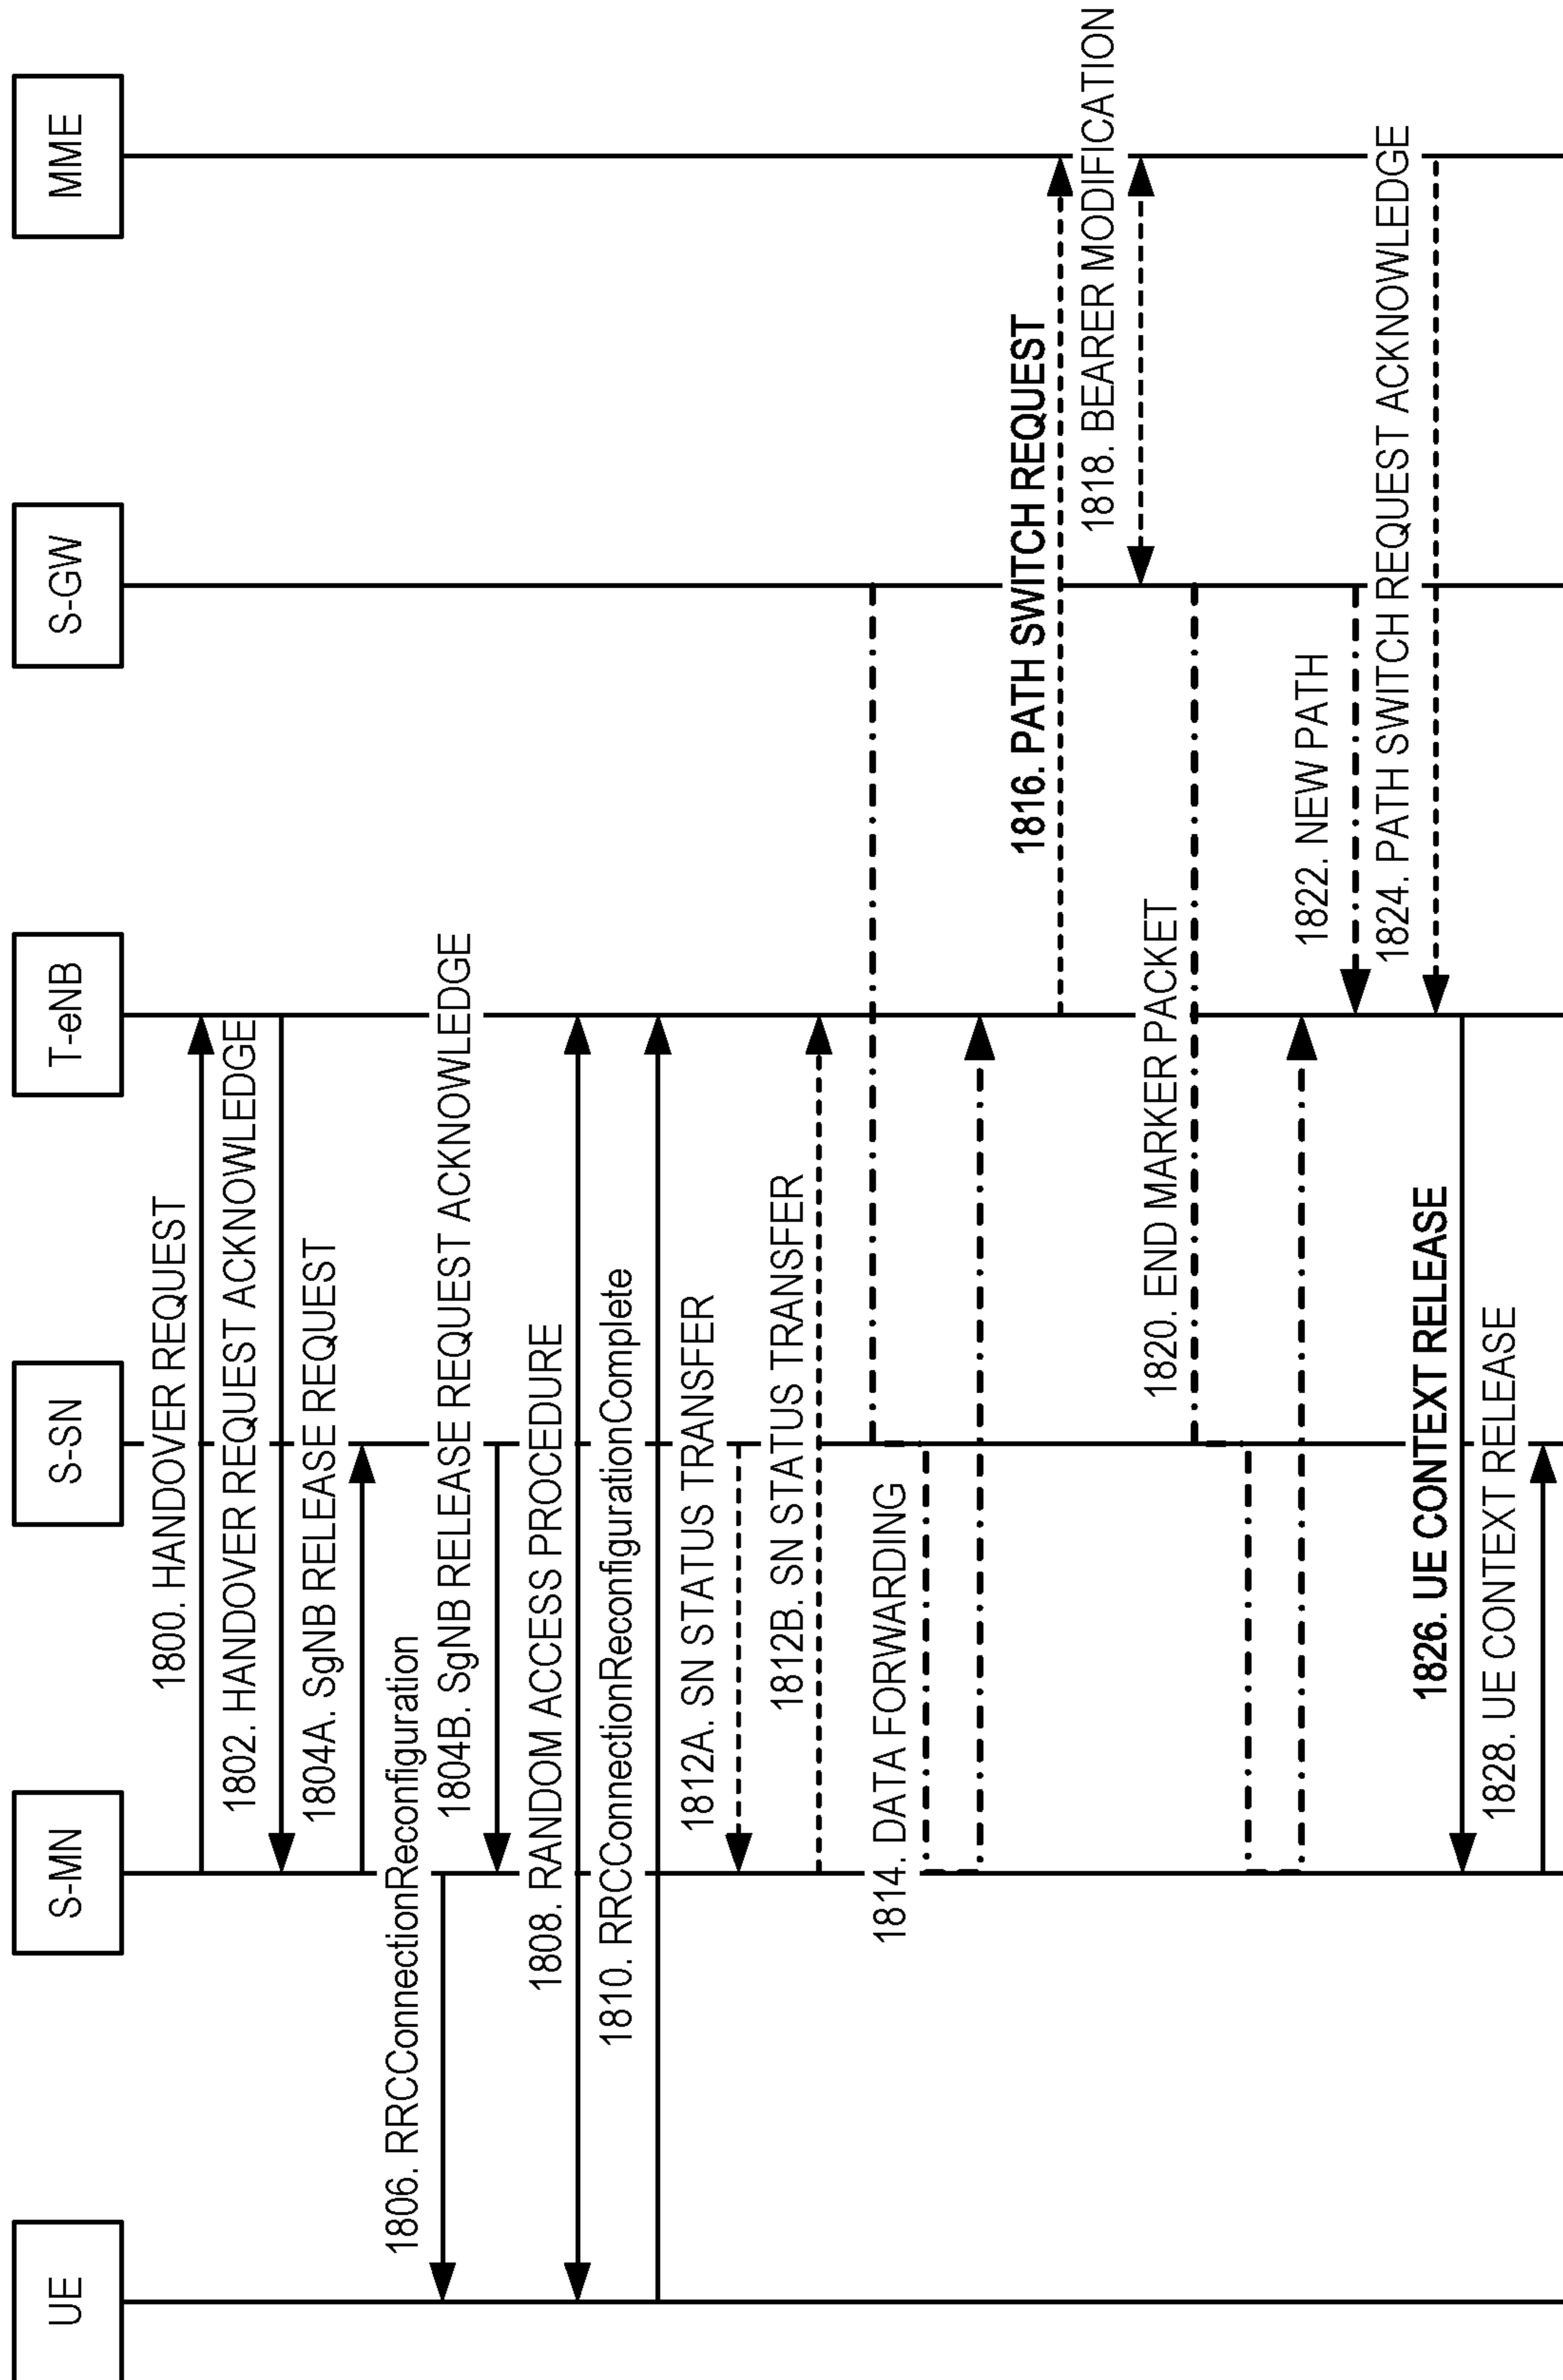 UE
S-MN
S-SN
T-eNB
S-GW
MME
1800. HANDOVER REQUEST
1802. HANDOVER REQUEST ACKNOWLEDGE
1804A. SgNB RELEASE REQUEST
1806. RRCConnectionReconfiguration
1804B. SgNB RELEASE REQUEST ACKNOWLEDGE
1808. RANDOM ACCESS PROCEDURE
1810. RRCConnectionReconfigurationComplete
1812A. SN STATUS TRANSFER
1812B. SN STATUS TRANSFER
1814. DATA FORWARDING
1816. PATH SWITCH REQUEST
1818. BEARER MODIFICATION
1820. END MARKER PACKET
1822. NEW PATH
1824. PATH SWITCH REQUEST ACKNOWLEDGE
1826. UE CONTEXT RELEASE
1828. UE CONTEXT RELEASE